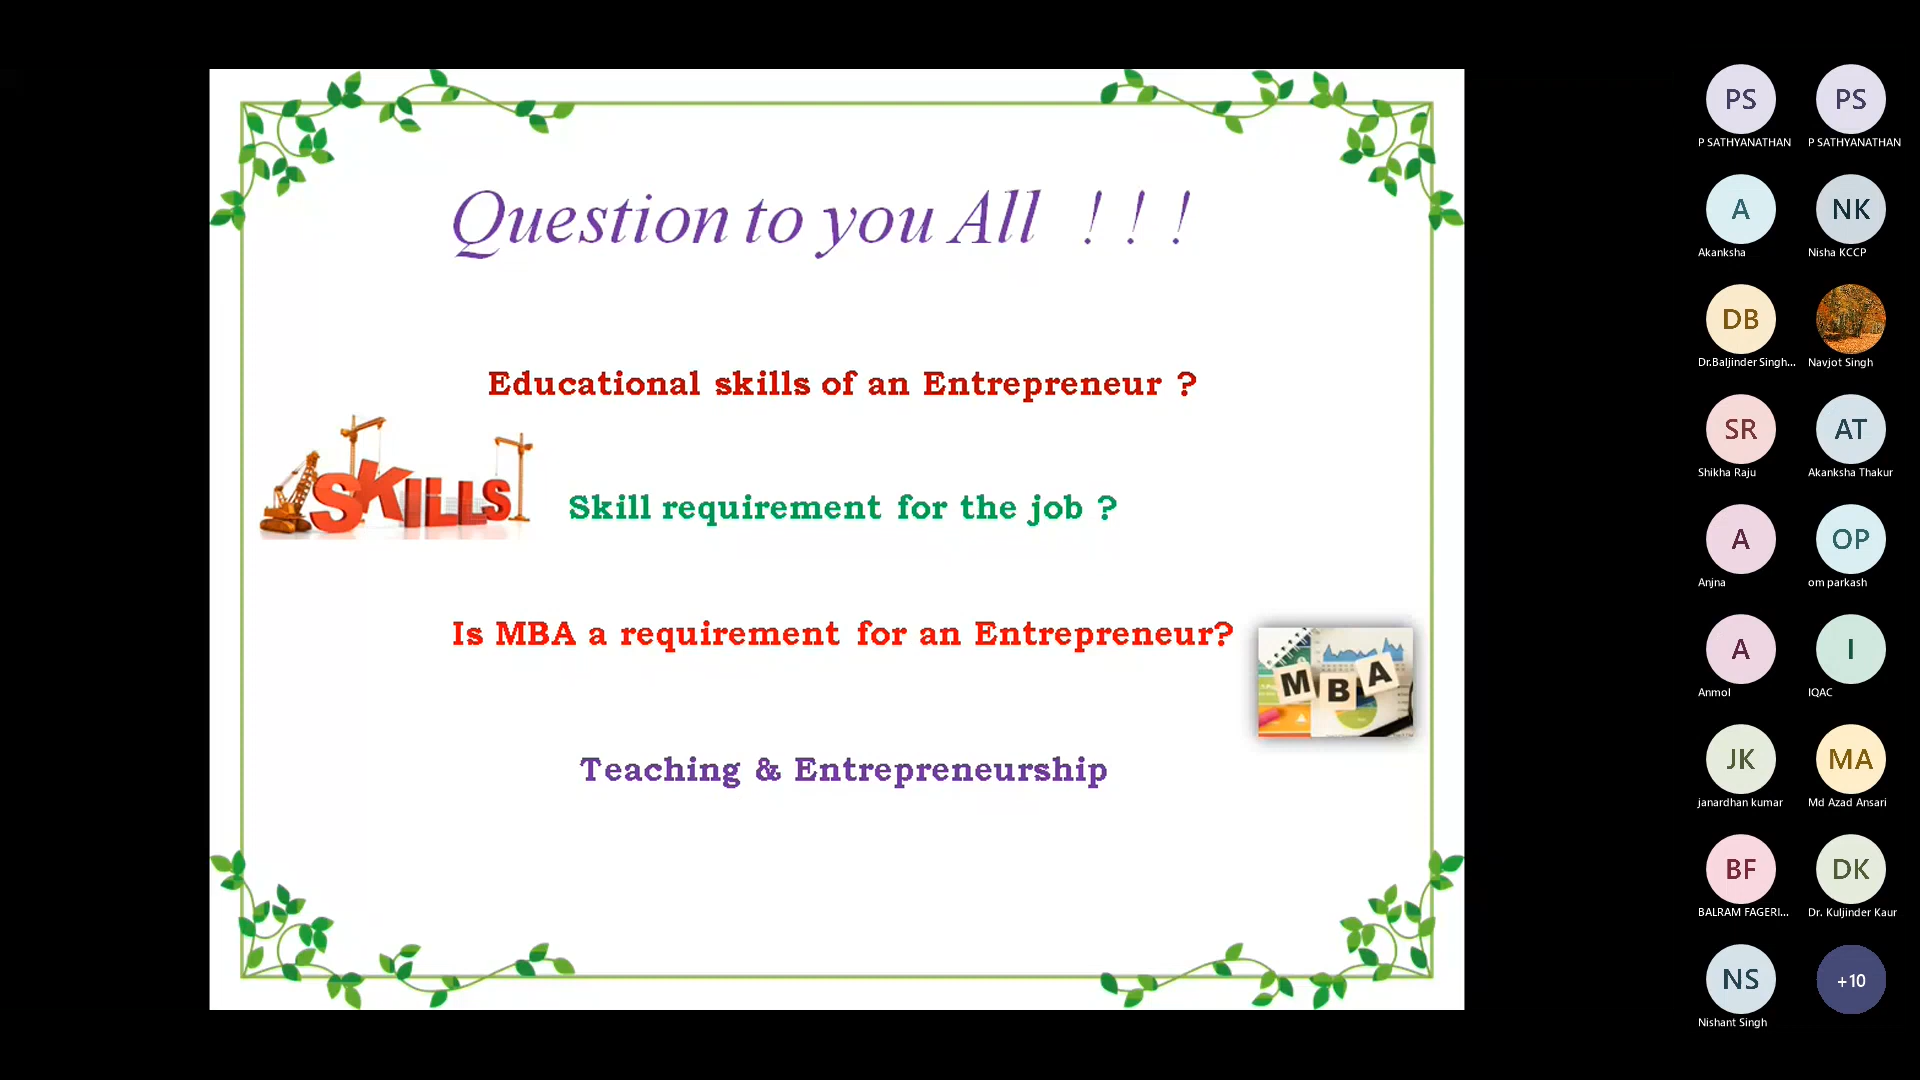 Question to you All ! ! !
Educational skills of an Entrepreneur ?
SKILLS
Skill requirement for the job ?
Is MBA a requirement for an Entrepreneur?
MBA
Teaching & Entrepreneurship
PS
P SATHYANATHAN
PS
P SATHYANATHAN
A
Akanksha
NK
Nisha KCCP
DB
Dr.Baljinder Singh...
Navjot Singh
SR
Shikha Raju
AT
Akanksha Thakur
A
Anjna
OP
om parkash
A
Anmol
I
IQAC
JK
janardhan kumar
MA
Md Azad Ansari
BF
BALRAM FAGERI...
DK
Dr. Kuljinder Kaur
NS
Nishant Singh
+10